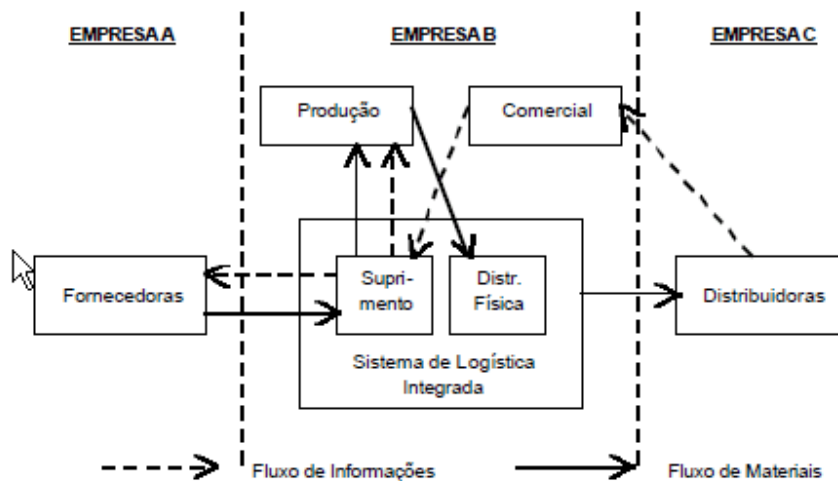 EMPRESA A
EMPRESA B
EMPRESA C
Produção
Comercial
Fornecedoras
Supri-
mento
Distr.
Física
Distribuidoras
Sistema de Logística
Integrada
Fluxo de Informações
Fluxo de Materiais